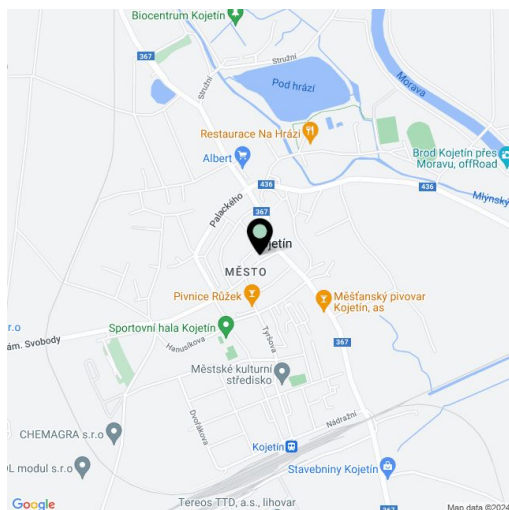 Biocentrum Kojetín
367
Stružní
Morava
Stružní
Pod hrází
Restaurace Na Hrázi
Albert
Brod Kojetín přes
Moravu, offRoad
436
436
Mlýnský
Palackého
367
Kojetín
MĚSTO
Pivnice Růžek
Měšťanský pivovar
Kojetín, as
Sportovní hala Kojetín
r.o
ám. Svobody
Hanusíkova
Tyršova
367
Městské kulturní
středisko
Dvořákova
Nádražní
CHEMAGRA s.r.o
Kojetín
OL modul s.r.o
Stavebniny Kojetín
Tereos TTD, a.s., lihovar
Google
367
Map data ©2024